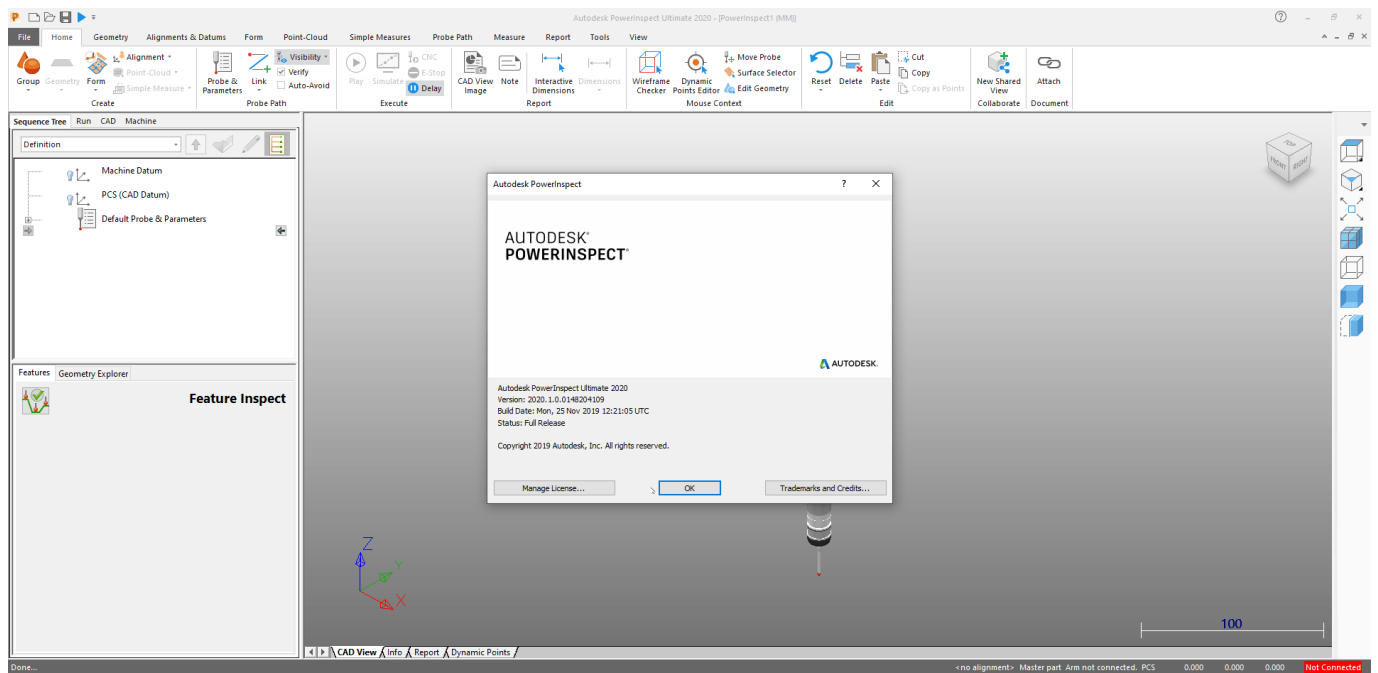 Autodesk PowerInspect Ultimate 2020 - [PowerInspect1 (MM)]
File Home Geometry Alignments & Datums Form Point-Cloud Simple Measures Probe Path Measure Report Tools View
Group Geometry Form Alignment Point-Cloud Simple Measure
Create
Probe & Parameters Link Visibility Verify Auto-Avoid
Probe Path
Play Simulate CNC E-Stop Delay
Execute
CAD View Image Note Interactive Dimensions Dimensions
Report
Wireframe Checker Dynamic Points Editor Move Probe Surface Selector Edit Geometry
Mouse Context
Reset Delete Paste Cut Copy Copy as Points
Edit
New Shared View
Collaborate
Attach
Document
Sequence Tree Run CAD Machine
Definition
Machine Datum
PCS (CAD Datum)
Default Probe & Parameters
Features Geometry Explorer
Feature Inspect
TOP
FRONT RIGHT
Autodesk PowerInspect ? X
AUTODESK®
POWERINSPECT®
AUTODESK.
Autodesk PowerInspect Ultimate 2020
Version: 2020.1.0.0148204109
Build Date: Mon, 25 Nov 2019 12:21:05 UTC
Status: Full Release
Copyright 2019 Autodesk, Inc. All rights reserved.
Manage License... OK Trademarks and Credits...
Z
Y
X
100
CAD View Info Report Dynamic Points
Done... <no alignment> Master part Arm not connected. PCS 0.000 0.000 0.000 Not Connected